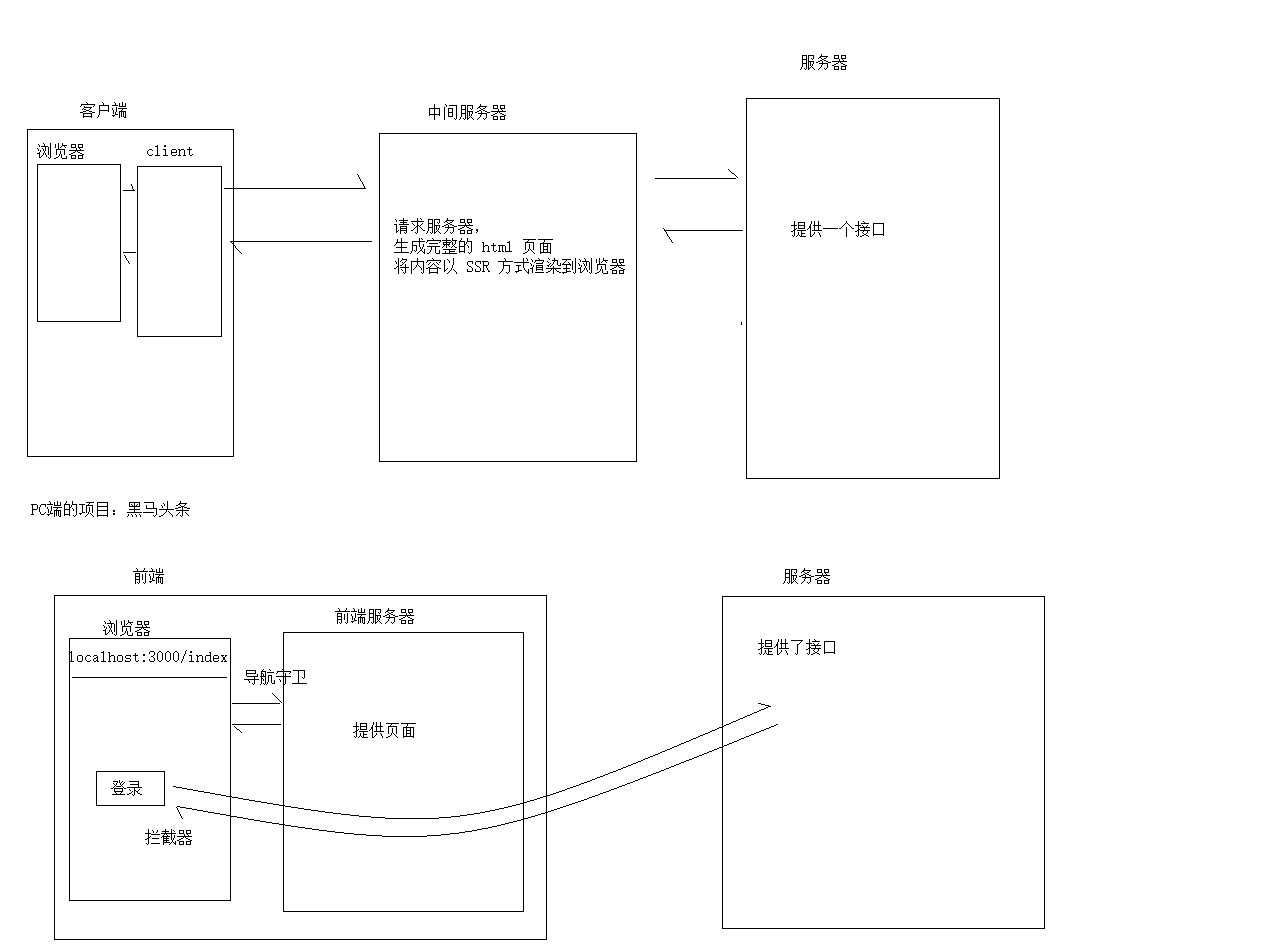 服务器
客户端
中间服务器
浏览器
client
请求服务器，
生成完整的 html 页面
将内容以 SSR 方式渲染到浏览器
提供一个接口
PC端的项目：黑马头条
前端
服务器
浏览器
前端服务器
localhost:3000/index
导航守卫
提供页面
提供了接口
登录
拦截器